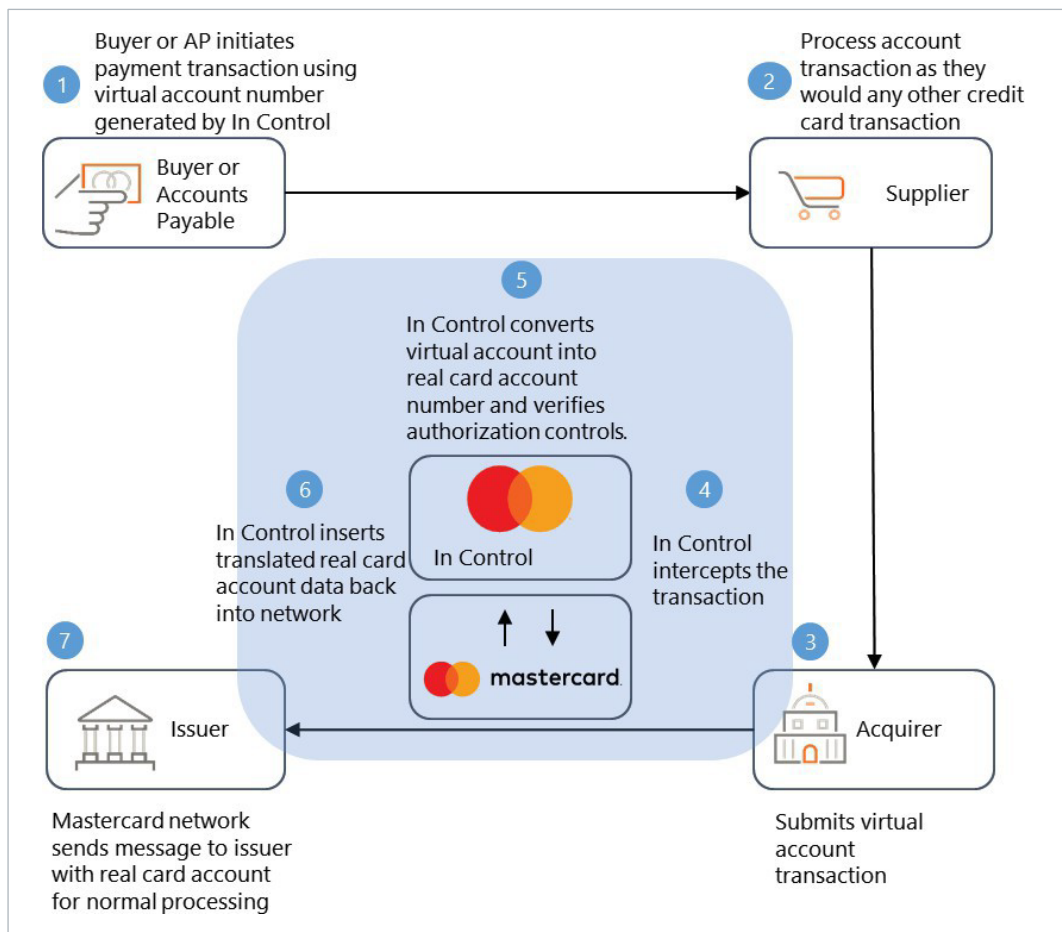 1
Buyer or AP initiates
payment transaction using
virtual account number
generated by In Control
Buyer or
Accounts
Payable
2
Process account
transaction as they
would any other credit
card transaction
Supplier
5
In Control converts
virtual account into
real card account
number and verifies
authorization controls.
In Control
6
In Control inserts
translated real card
account data back
into network
4
In Control
intercepts the
transaction
mastercard.
7
Issuer
Mastercard network
sends message to issuer
with real card account
for normal processing
3
Acquirer
Submits virtual
account
transaction